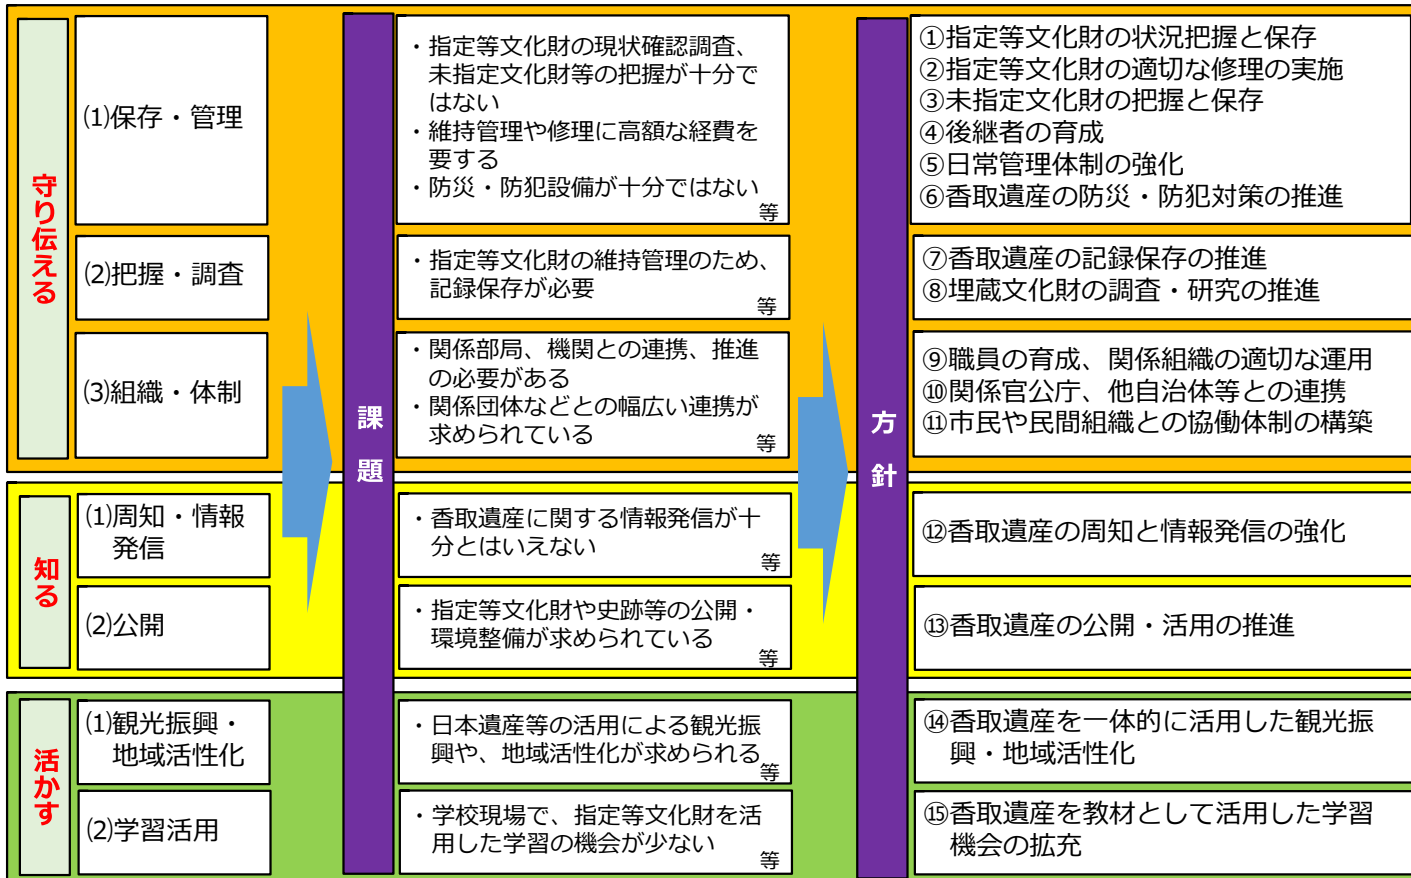 守り伝える
⑴保存・管理
・指定等文化財の現状確認調査、
未指定文化財等の把握が十分で
はない
・維持管理や修理に高額な経費を
要する
・防災・防犯設備が十分ではない
等
①指定等文化財の状況把握と保存
②指定等文化財の適切な修理の実施
③未指定文化財の把握と保存
④後継者の育成
⑤日常管理体制の強化
⑥香取遺産の防災・防犯対策の推進
⑵把握・調査
・指定等文化財の維持管理のため、
記録保存が必要
等
⑦香取遺産の記録保存の推進
⑧埋蔵文化財の調査・研究の推進
⑶組織・体制
・関係部局、機関との連携、推進
の必要がある
・関係団体などとの幅広い連携が
求められている
等
⑨職員の育成、関係組織の適切な運用
⑩関係官公庁、他自治体等との連携
⑪市民や民間組織との協働体制の構築
課題
方針
知る
⑴周知・情報
発信
・香取遺産に関する情報発信が十
分とはいえない
等
⑫香取遺産の周知と情報発信の強化
⑵公開
・指定等文化財や史跡等の公開・
環境整備が求められている
等
⑬香取遺産の公開・活用の推進
活かす
⑴観光振興・
地域活性化
・日本遺産等の活用による観光振
興や、地域活性化が求められる
等
⑭香取遺産を一体的に活用した観光振
興・地域活性化
⑵学習活用
・学校現場で、指定等文化財を活
用した学習の機会が少ない
等
⑮香取遺産を教材として活用した学習
機会の拡充